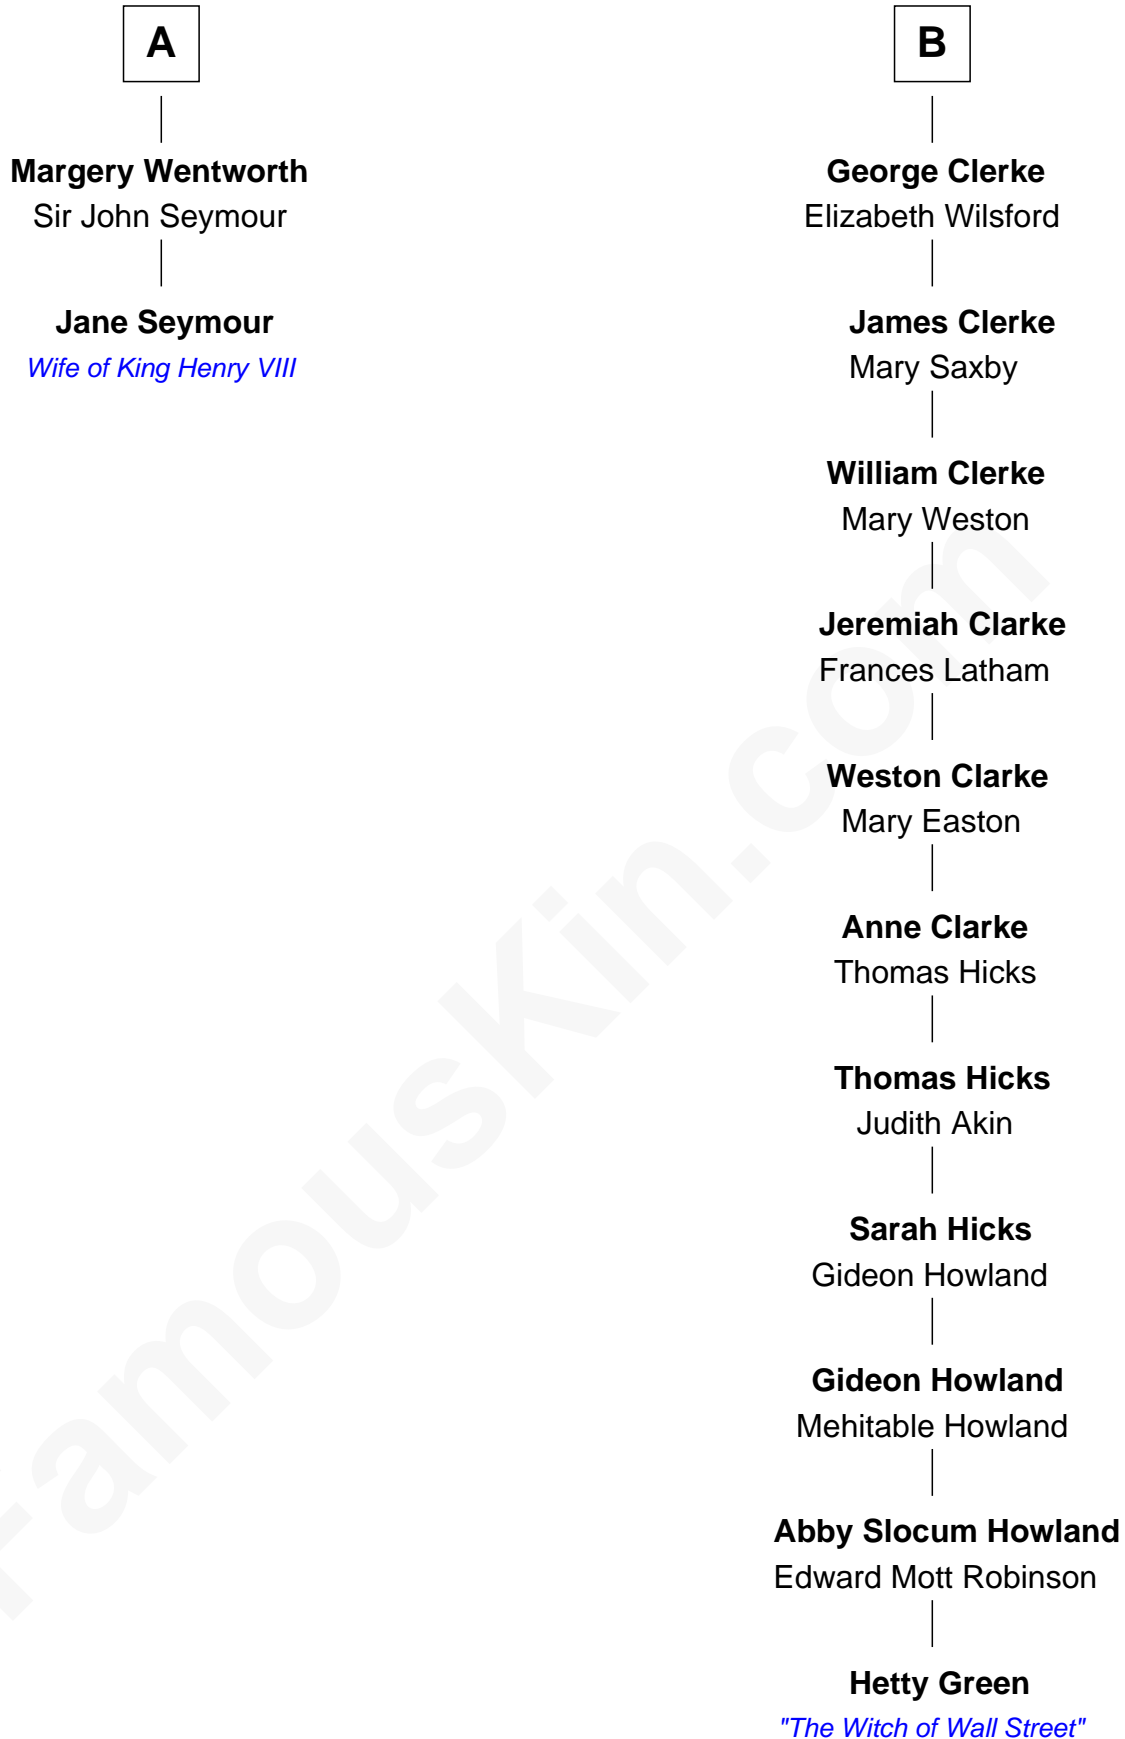 A
Margery Wentworth
Sir John Seymour
Jane Seymour
Wife of King Henry VIII
B
George Clerke
Elizabeth Wilsford
James Clerke
Mary Saxby
William Clerke
Mary Weston
Jeremiah Clarke
Frances Latham
Weston Clarke
Mary Easton
Anne Clarke
Thomas Hicks
Thomas Hicks
Judith Akin
Sarah Hicks
Gideon Howland
Gideon Howland
Mehitable Howland
Abby Slocum Howland
Edward Mott Robinson
Hetty Green
"The Witch of Wall Street"
FamousKin.com